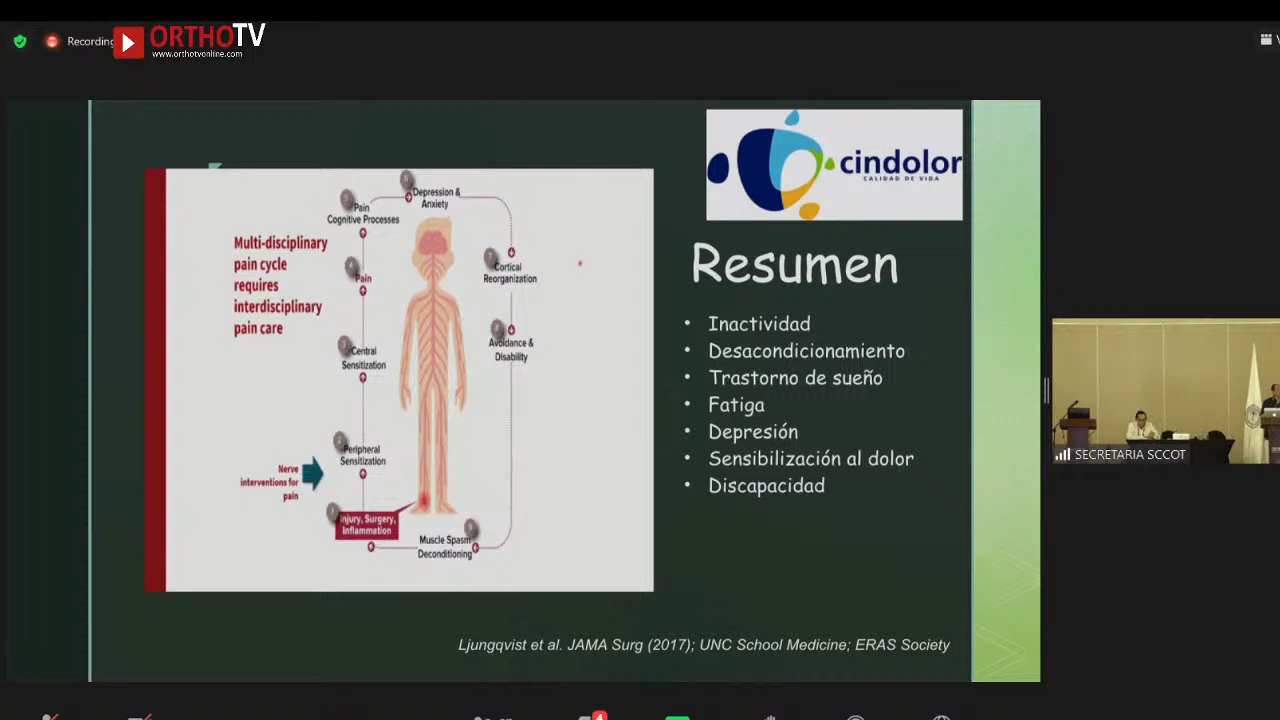 Recording
ORTHOTV
www.orthotvonline.com
cindolor
CALIDAD DE VIDA
Multi-disciplinary
pain cycle
requires
interdisciplinary
pain care
Depression &
Anxiety
Pain
Cognitive Processes
Pain
Cortical
Reorganization
Central
Sensitization
Avoidance &
Disability
Peripheral
Sensitization
Nerve
interventions for
pain
Injury, Surgery,
Inflammation
Muscle Spasm
Deconditioning
Resumen
• Inactividad
• Desacondicionamiento
• Trastorno de sueño
• Fatiga
• Depresión
• Sensibilización al dolor
• Discapacidad
Ljungqvist et al. JAMA Surg (2017); UNC School Medicine; ERAS Society
SECRETARIA SCCOT
4